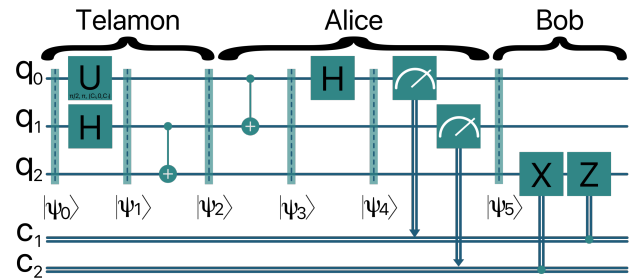 Telamon Alice Bob
q₀ U H
q₁ H
q₂ X Z
|ψ₀⟩ |ψ₁⟩ |ψ₂⟩ |ψ₃⟩ |ψ₄⟩ |ψ₅⟩
c₁
c₂